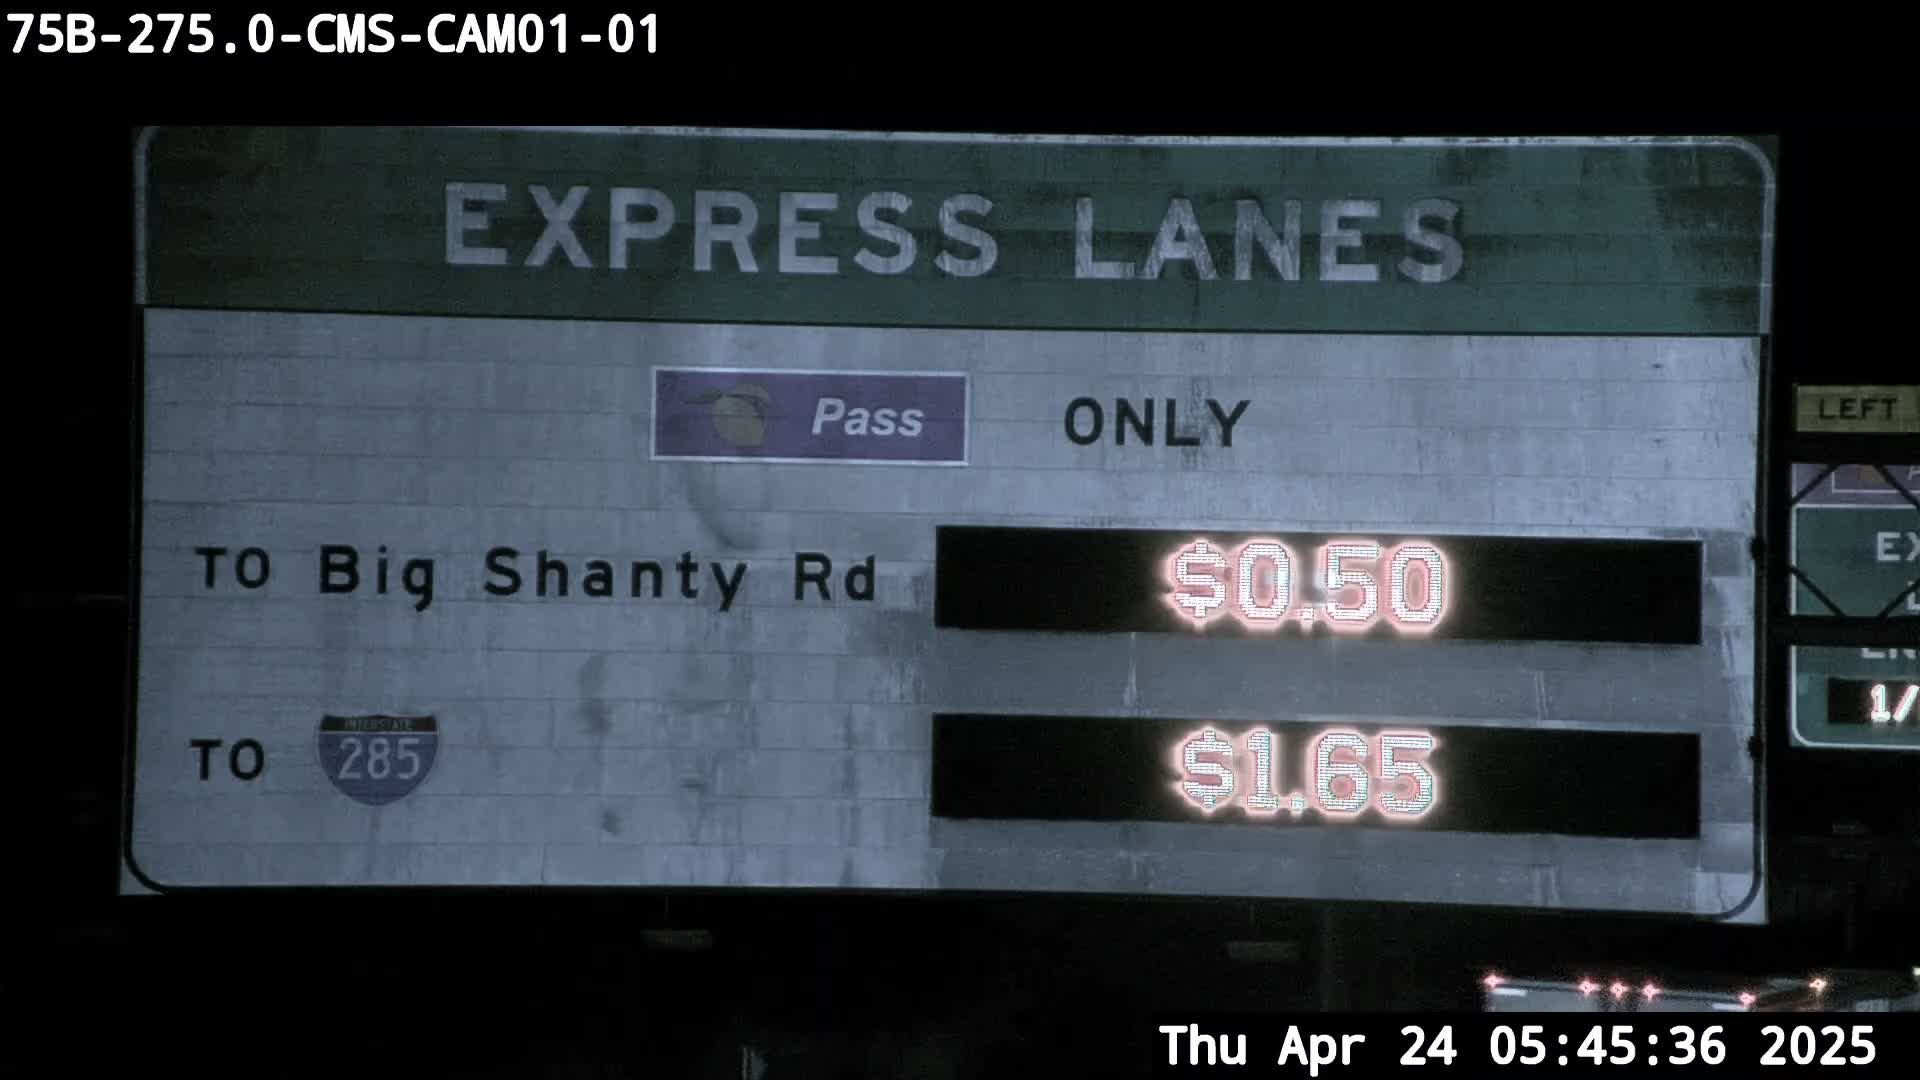 75B-275.0-CMS-CAM01-01
EXPRESS LANES
Pass ONLY
TO Big Shanty Rd $0.50
INTERSTATE
TO 285 $1.65
LEFT
1/
Thu Apr 24 05:45:36 2025